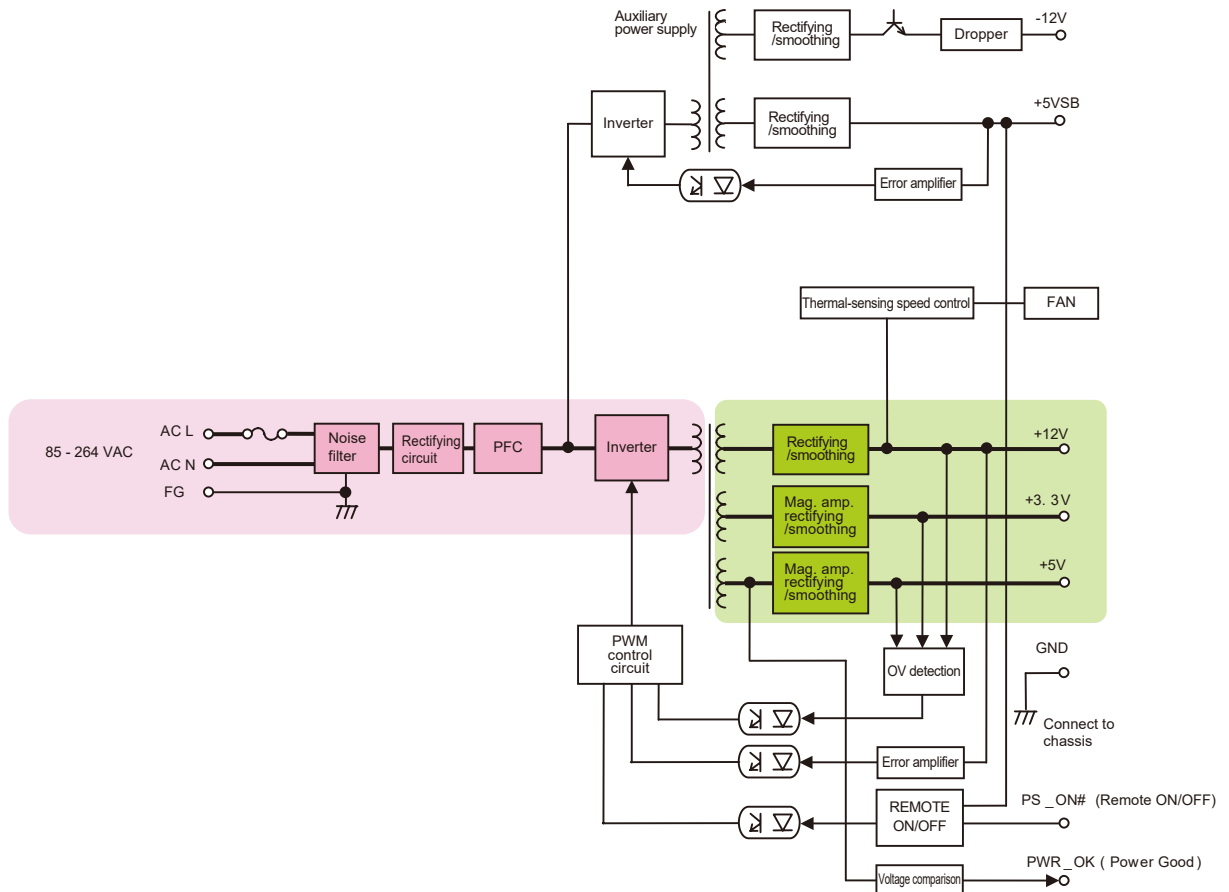 Auxiliary
power supply
Rectifying
/smoothing
Dropper
-12V
Inverter
Rectifying
/smoothing
+5VSB
Error amplifier
Thermal-sensing speed control
FAN
85 - 264 VAC
AC L
AC N
FG
Noise
filter
Rectifying
circuit
PFC
Inverter
Rectifying
/smoothing
+12V
Mag. amp.
rectifying
/smoothing
+3. 3V
Mag. amp.
rectifying
/smoothing
+5V
PWM
control
circuit
OV detection
GND
Connect to
chassis
Error amplifier
REMOTE
ON/OFF
PS _ON# (Remote ON/OFF)
Voltage comparison
PWR _OK ( Power Good)